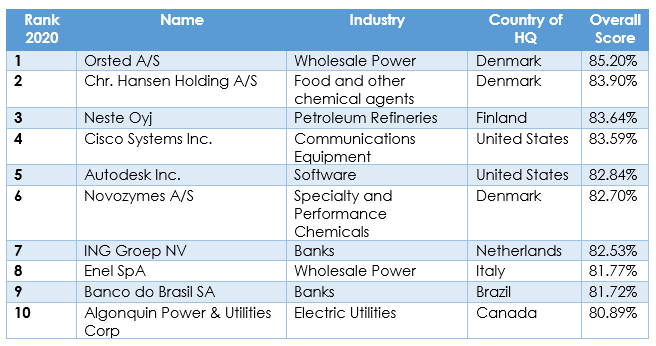 Rank 2020 Name Industry Country of HQ Overall Score
1 Orsted A/S Wholesale Power Denmark 85.20%
2 Chr. Hansen Holding A/S Food and other chemical agents Denmark 83.90%
3 Neste Oyj Petroleum Refineries Finland 83.64%
4 Cisco Systems Inc. Communications Equipment United States 83.59%
5 Autodesk Inc. Software United States 82.84%
6 Novozymes A/S Specialty and Performance Chemicals Denmark 82.70%
7 ING Groep NV Banks Netherlands 82.53%
8 Enel SpA Wholesale Power Italy 81.77%
9 Banco do Brasil SA Banks Brazil 81.72%
10 Algonquin Power & Utilities Corp Electric Utilities Canada 80.89%